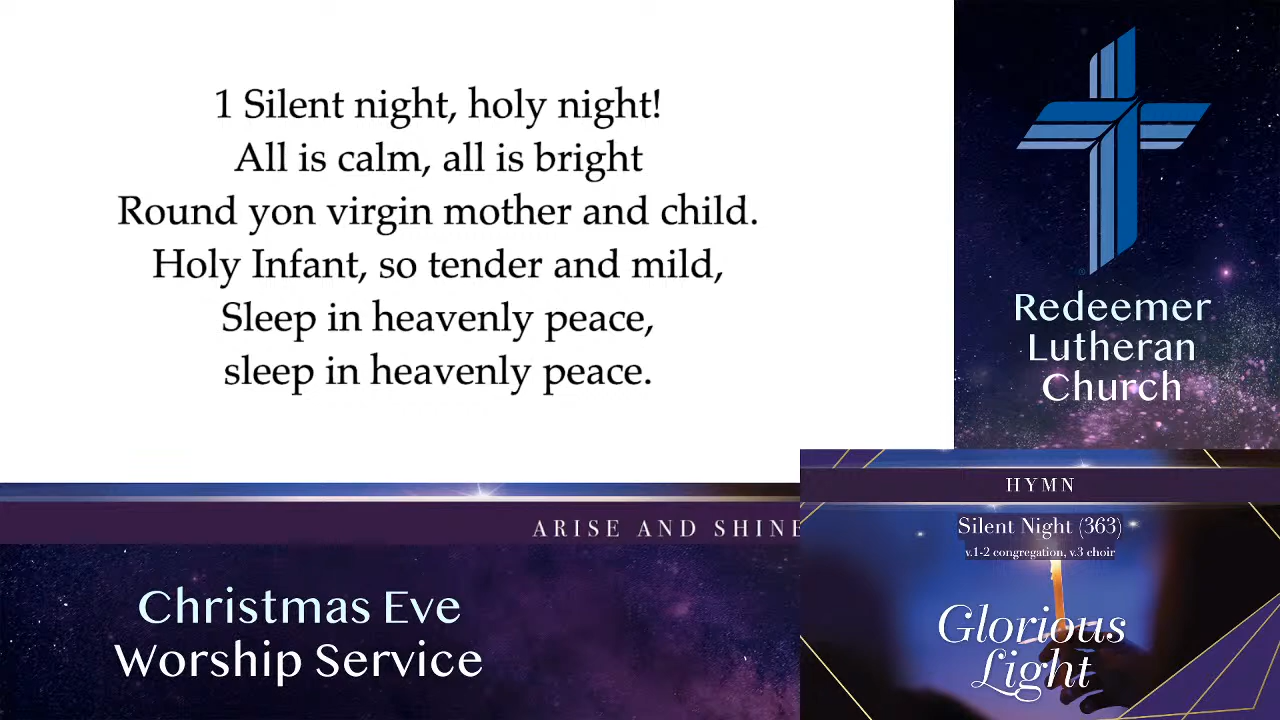 1 Silent night, holy night!
All is calm, all is bright
Round yon virgin mother and child.
Holy Infant, so tender and mild,
Sleep in heavenly peace,
sleep in heavenly peace.
Redeemer
Lutheran
Church
®
ARISE AND SHINE
Christmas Eve
Worship Service
HYMN
Silent Night (363)
v.1-2 congregation, v.3 choir
Glorious
Light